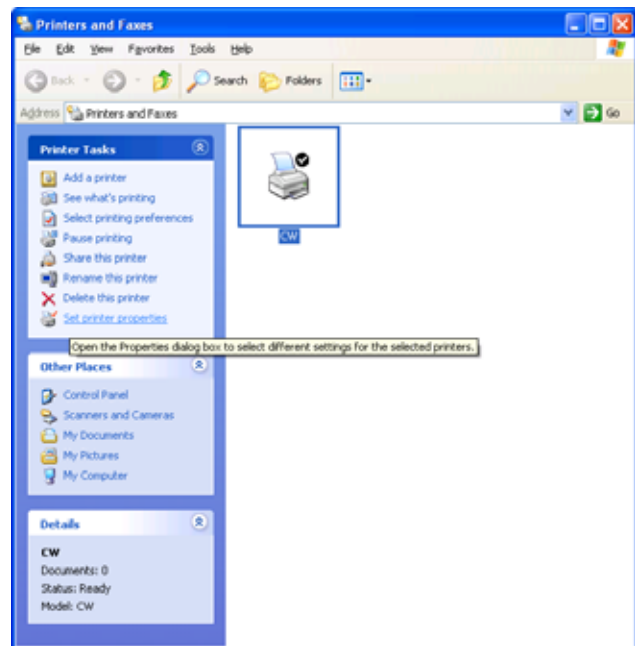 Printers and Faxes
File Edit View Favorites Tools Help
Back Search Folders
Address Printers and Faxes Go
Printer Tasks
Add a printer
See what's printing
Select printing preferences
Pause printing
Share this printer
Rename this printer
Delete this printer
Set printer properties
Open the Properties dialog box to select different settings for the selected printers.
Other Places
Control Panel
Scanners and Cameras
My Documents
My Pictures
My Computer
Details
CW
Documents: 0
Status: Ready
Model: CW
CW